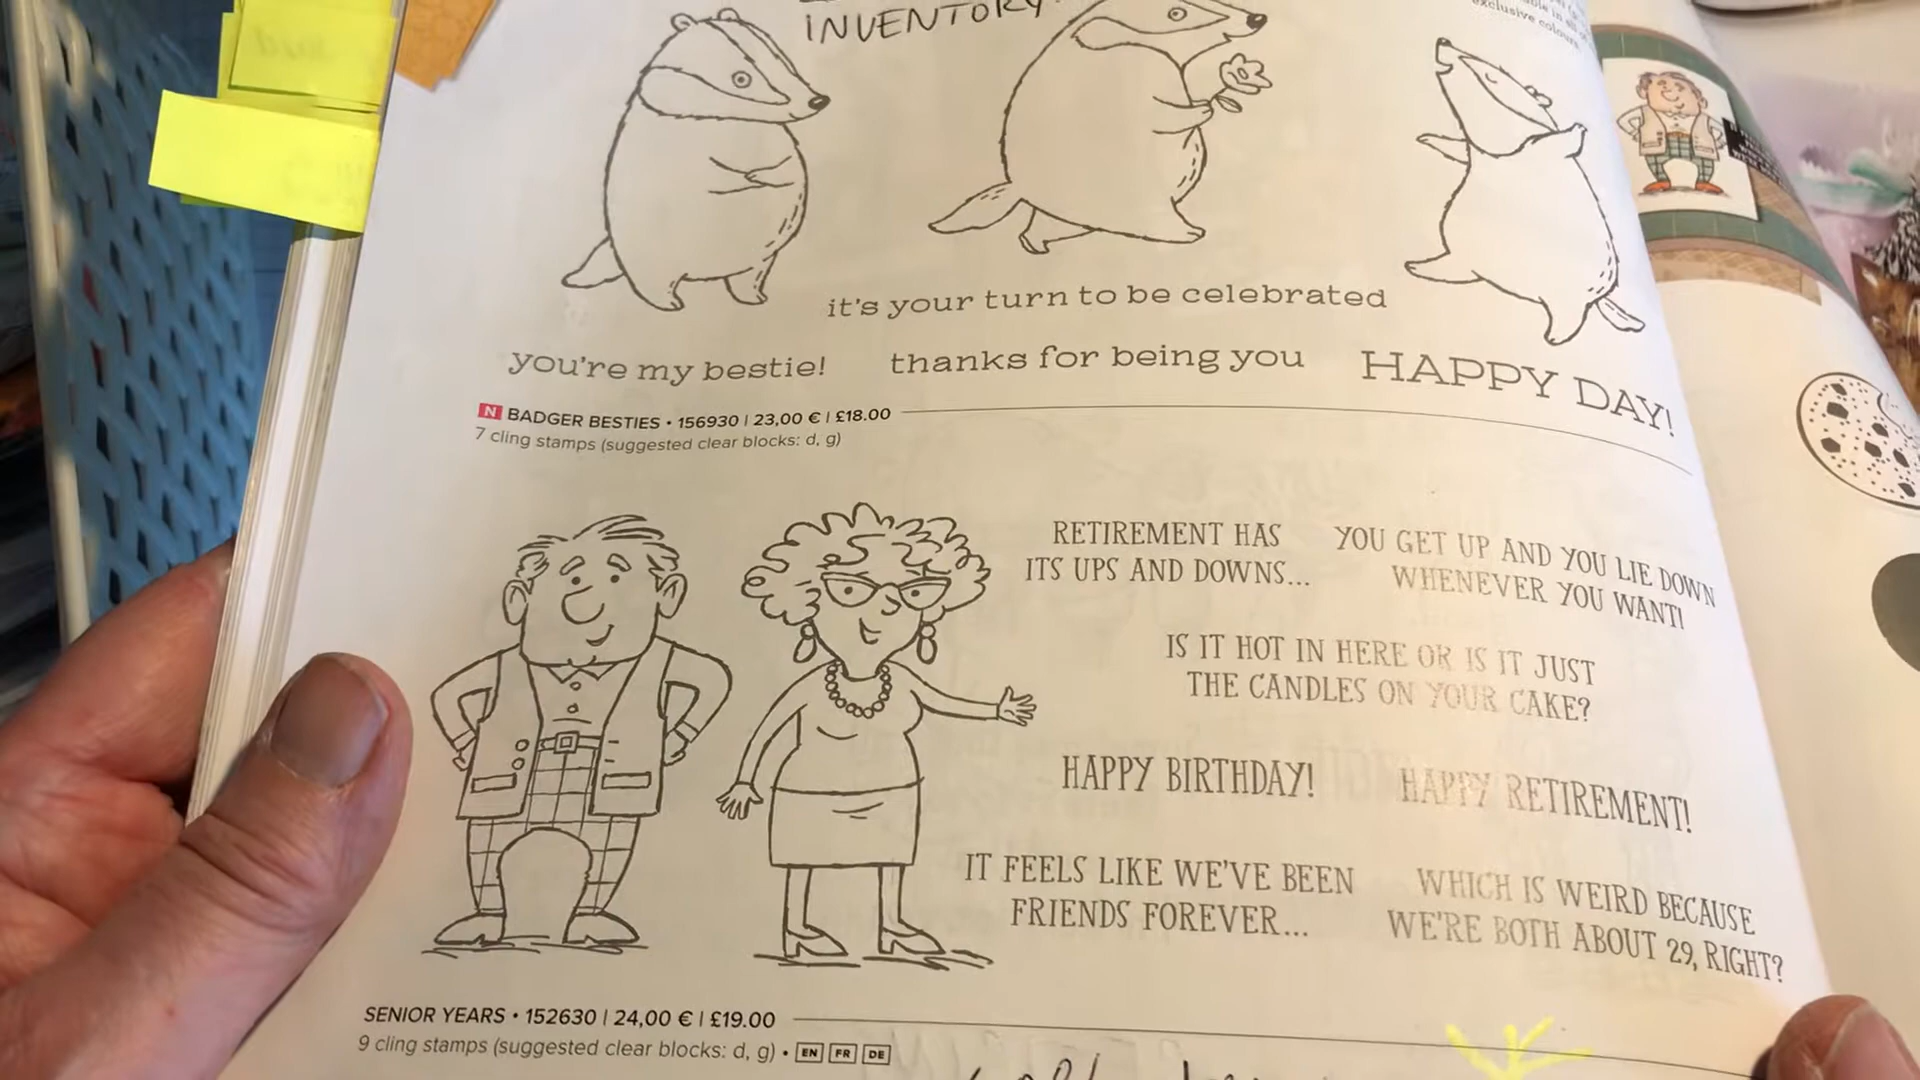 INVENTORY
exclusive colours
it's your turn to be celebrated
you're my bestie!
thanks for being you
HAPPY DAY!
N BADGER BESTIES • 156930 | 23,00 € | £18.00
7 cling stamps (suggested clear blocks: d, g)
RETIREMENT HAS
ITS UPS AND DOWNS...
YOU GET UP AND YOU LIE DOWN
WHENEVER YOU WANT!
IS IT HOT IN HERE OR IS IT JUST
THE CANDLES ON YOUR CAKE?
HAPPY BIRTHDAY!
HAPPY RETIREMENT!
IT FEELS LIKE WE'VE BEEN
FRIENDS FOREVER...
WHICH IS WEIRD BECAUSE
WE'RE BOTH ABOUT 29, RIGHT?
SENIOR YEARS • 152630 | 24,00 € | £19.00
9 cling stamps (suggested clear blocks: d, g) • EN FR DE